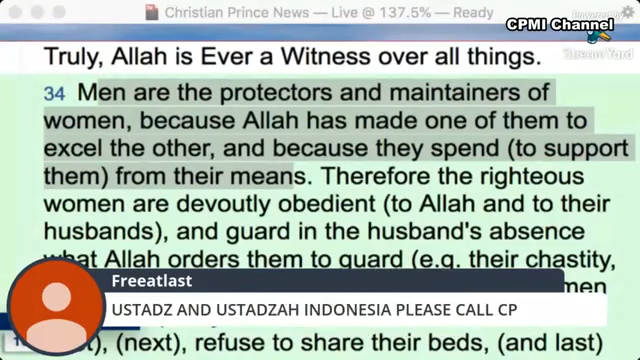 Christian Prince News — Live @ 137.5% — Ready
CPMI Channel
Powered by
StreamYard
Truly, Allah is Ever a Witness over all things.
34 Men are the protectors and maintainers of
women, because Allah has made one of them to
excel the other, and because they spend (to support
them) from their means. Therefore the righteous
women are devoutly obedient (to Allah and to their
husbands), and guard in the husband's absence
what Allah orders them to guard (e.g. their chastity,
men
Freeatlast
USTADZ AND USTADZAH INDONESIA PLEASE CALL CP
(next), refuse to share their beds, (and last)